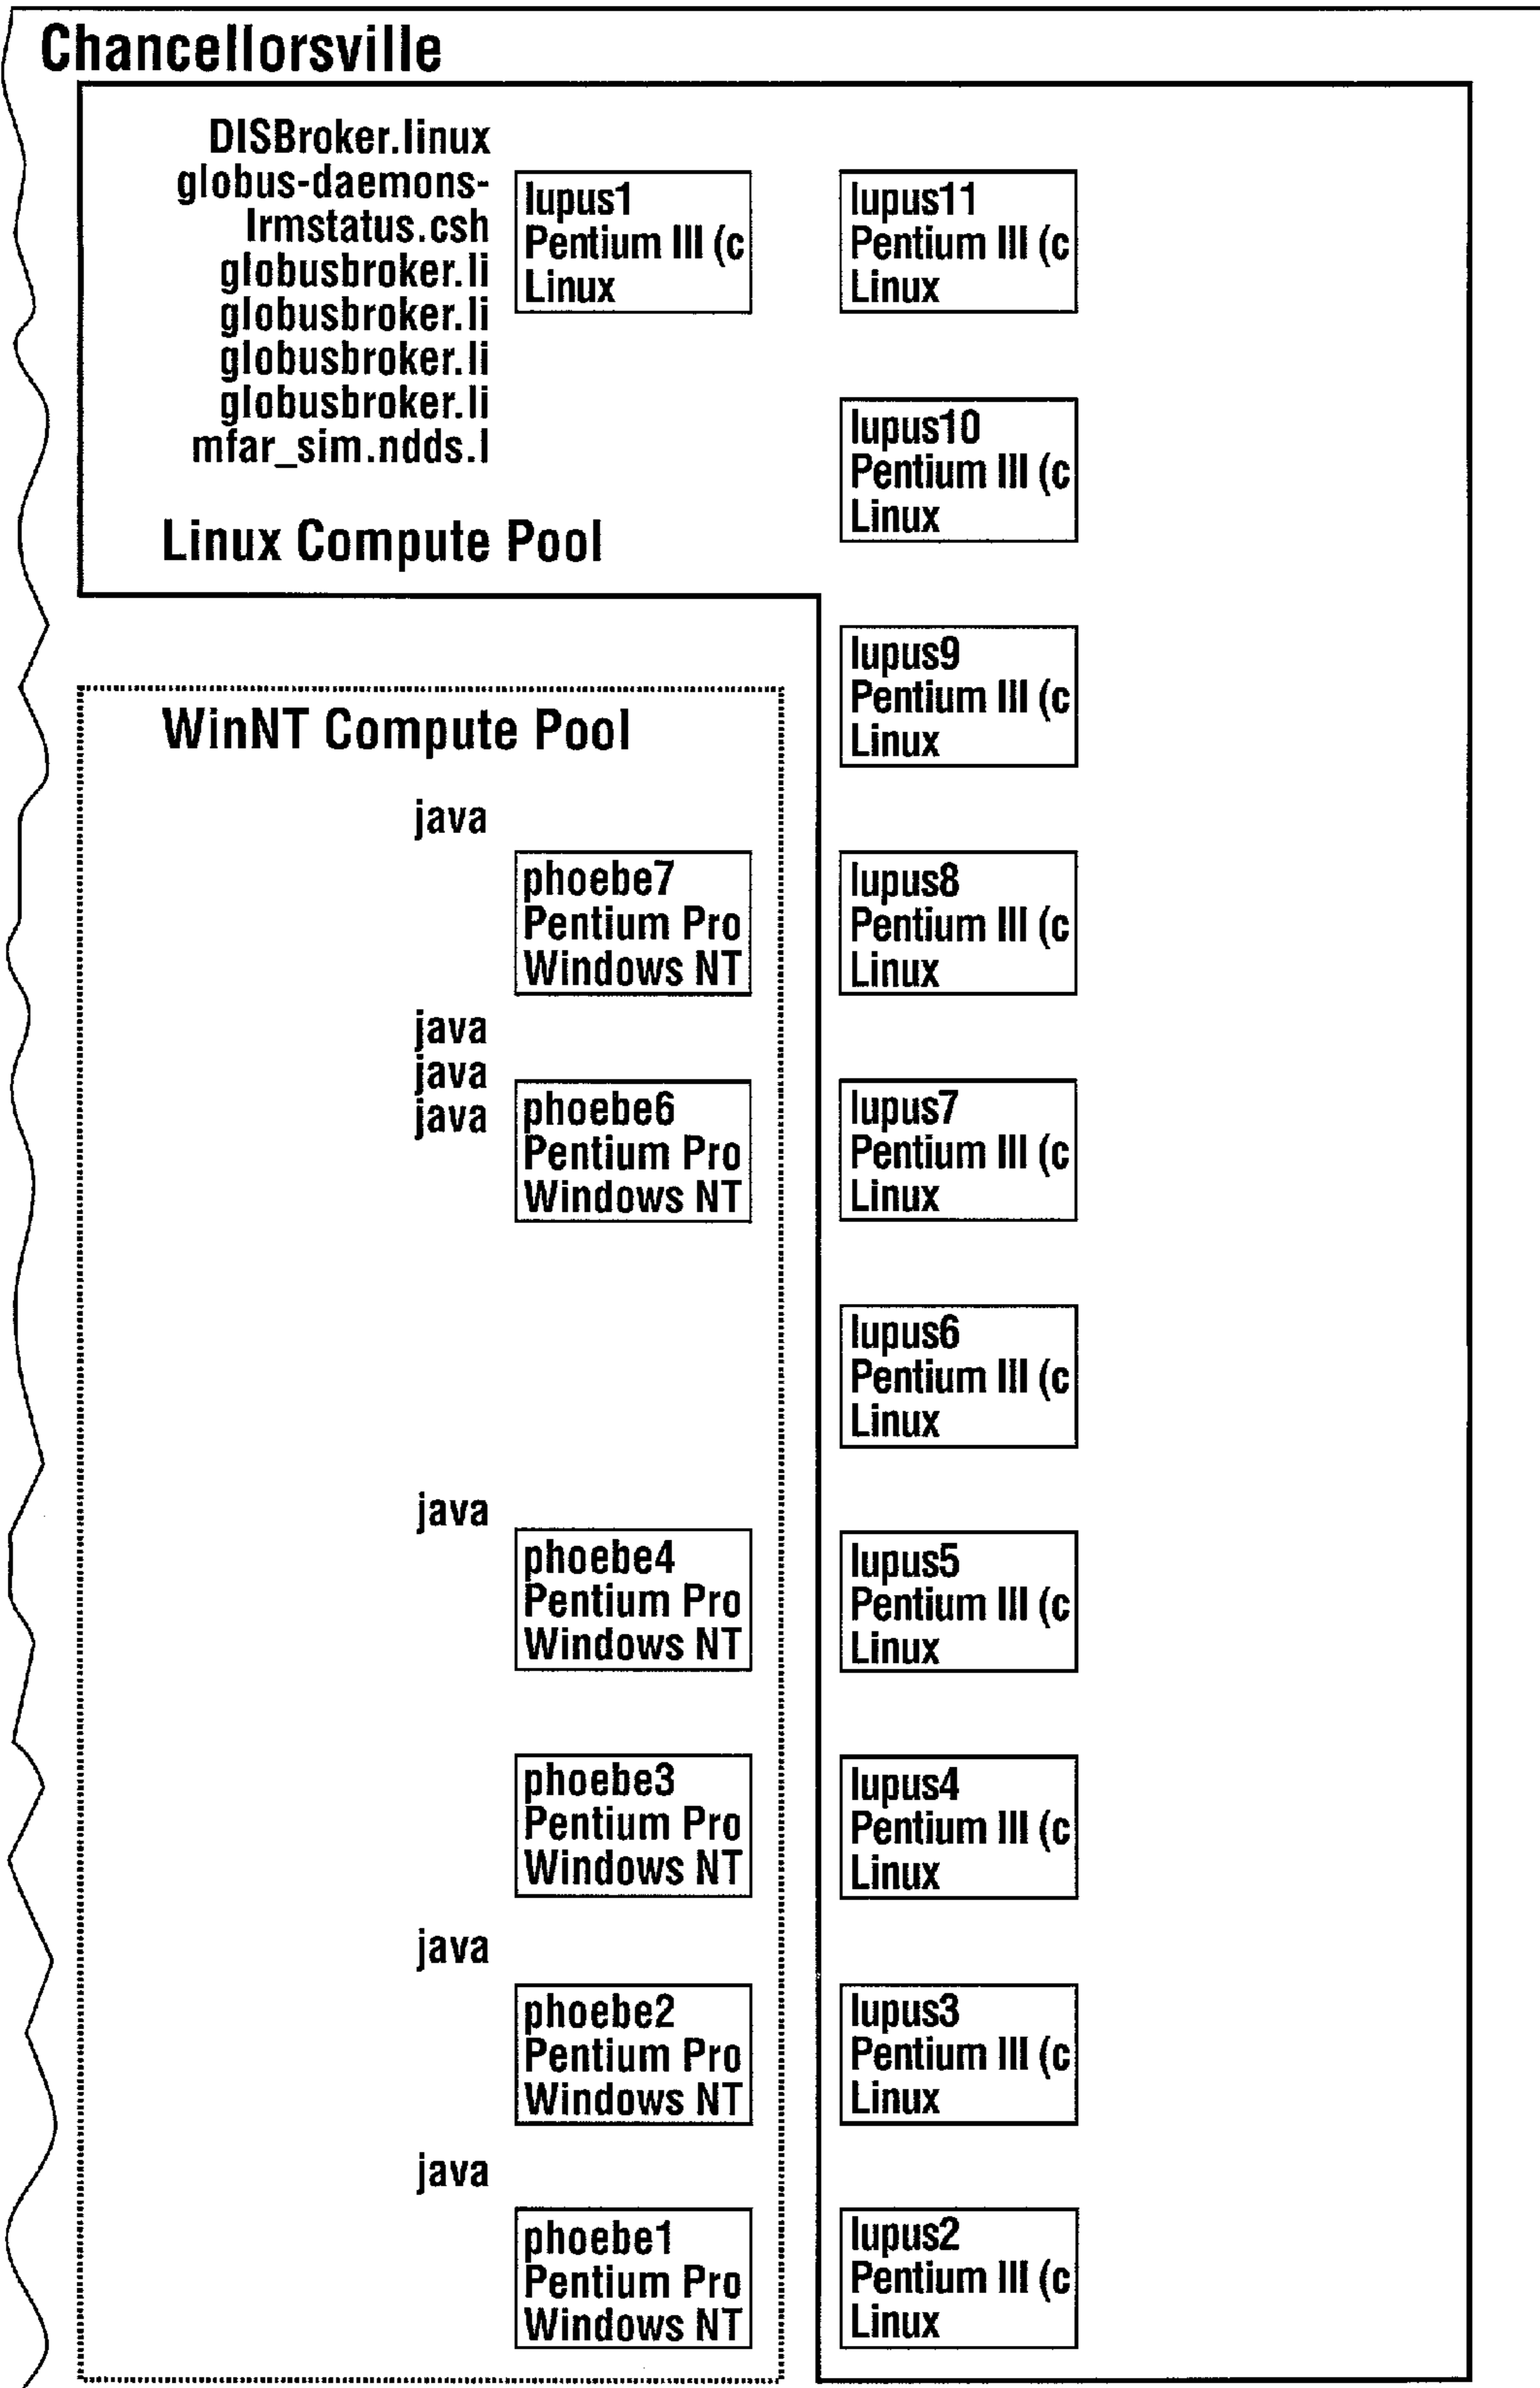 Chancellorsville
DISBroker.linux
globus-daemons-
lrmstatus.csh
globusbroker.li
globusbroker.li
globusbroker.li
globusbroker.li
mfar_sim.ndds.l
lupus1
Pentium III (c
Linux
lupus11
Pentium III (c
Linux
lupus10
Pentium III (c
Linux
Linux Compute Pool
lupus9
Pentium III (c
Linux
WinNT Compute Pool
java
phoebe7
Pentium Pro
Windows NT
lupus8
Pentium III (c
Linux
java
java
java
phoebe6
Pentium Pro
Windows NT
lupus7
Pentium III (c
Linux
lupus6
Pentium III (c
Linux
java
phoebe4
Pentium Pro
Windows NT
lupus5
Pentium III (c
Linux
phoebe3
Pentium Pro
Windows NT
lupus4
Pentium III (c
Linux
java
phoebe2
Pentium Pro
Windows NT
lupus3
Pentium III (c
Linux
java
phoebe1
Pentium Pro
Windows NT
lupus2
Pentium III (c
Linux